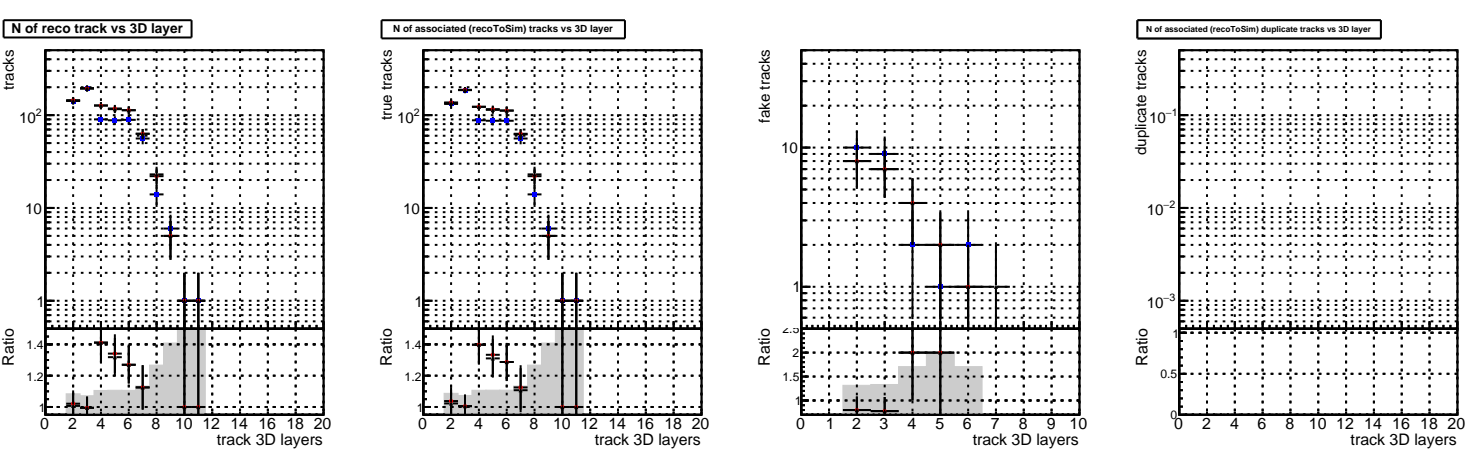 N of reco track vs 3D layer
tracks
10²
10
1
Ratio
1.4
1.2
1
0 2 4 6 8 10 12 14 16 18 20
track 3D layers
N of associated (recoToSim) tracks vs 3D layer
true tracks
10²
10
1
Ratio
1.4
1.2
1
0 2 4 6 8 10 12 14 16 18 20
track 3D layers
fake tracks
10
1
Ratio
2.5
2
1.5
1
0 1 2 3 4 5 6 7 8 9 10
track 3D layers
N of associated (recoToSim) duplicate tracks vs 3D layer
duplicate tracks
10⁻¹
10⁻²
10⁻³
Ratio
1
0.5
0
0 2 4 6 8 10 12 14 16 18 20
track 3D layers